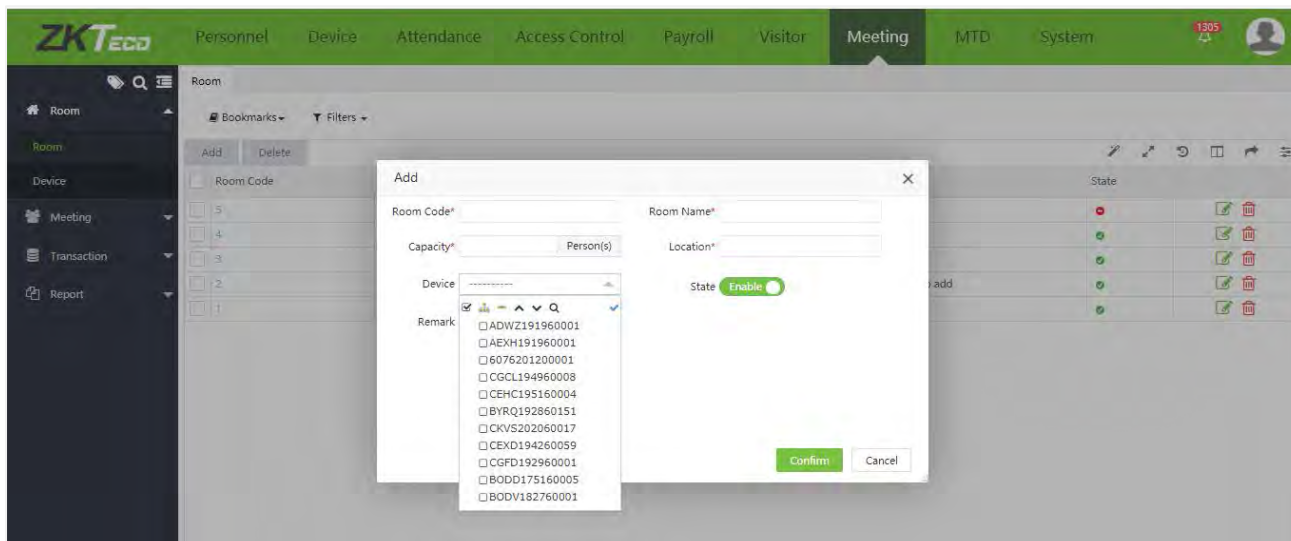 ZKTeco Personnel Device Attendance Access Control Payroll Visitor Meeting MTD System 1305
Room
Room
Bookmarks Filters
Room
Add Delete
Device
Room Code State
Meeting
5
4
Transaction
3
2 add
Report
1
Add
Room Code* Room Name*
Capacity* Person(s) Location*
Device ---------- State Enable
Remark
ADWZ191960001
AEXH191960001
6076201200001
CGCL194960008
CEHC195160004
BYRQ192860151
CKVS202060017
CEXD194260059
CGFD192960001
BODD175160005
BODV182760001
Confirm Cancel